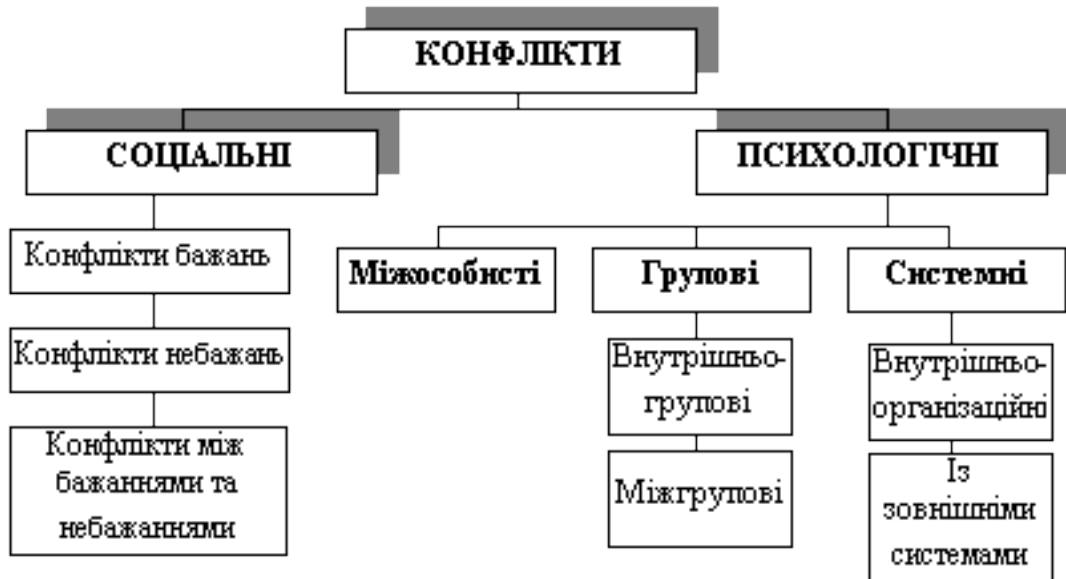 КОНФЛІКТИ
СОЦІАЛЬНІ
ПСИХОЛОГІЧНІ
Конфлікти бажань
Конфлікти небажань
Конфлікти між
бажаннями та
небажаннями
Міжособисті
Групові
Системні
Внутрішньо-
групові
Міжгрупові
Внутрішньо-
організаційні
Із
зовнішніми
системами